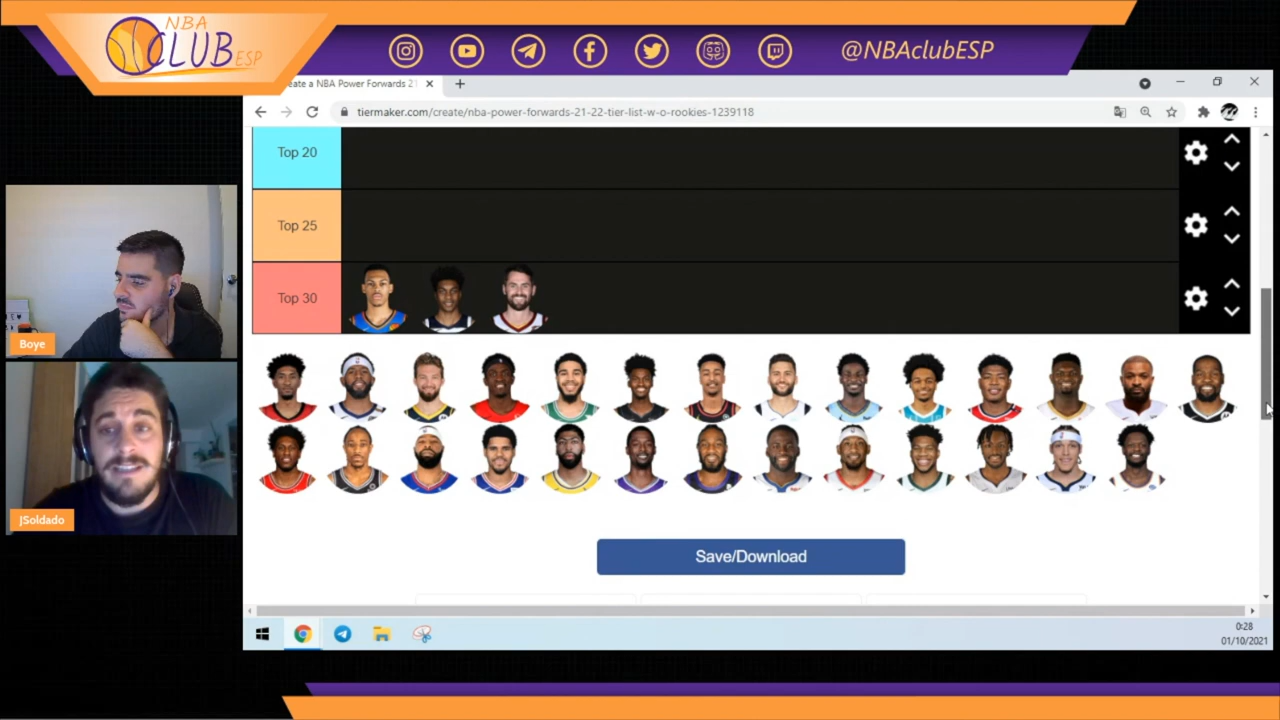 NBA
CLUB
ESP
@NBAclubESP
eate a NBA Power Forwards 21
tiermaker.com/create/nba-power-forwards-21-22-tier-list-w-o-rookies-1239118
Top 20
Top 25
Top 30
Boye
JSoldado
Save/Download
0:28
01/10/2021